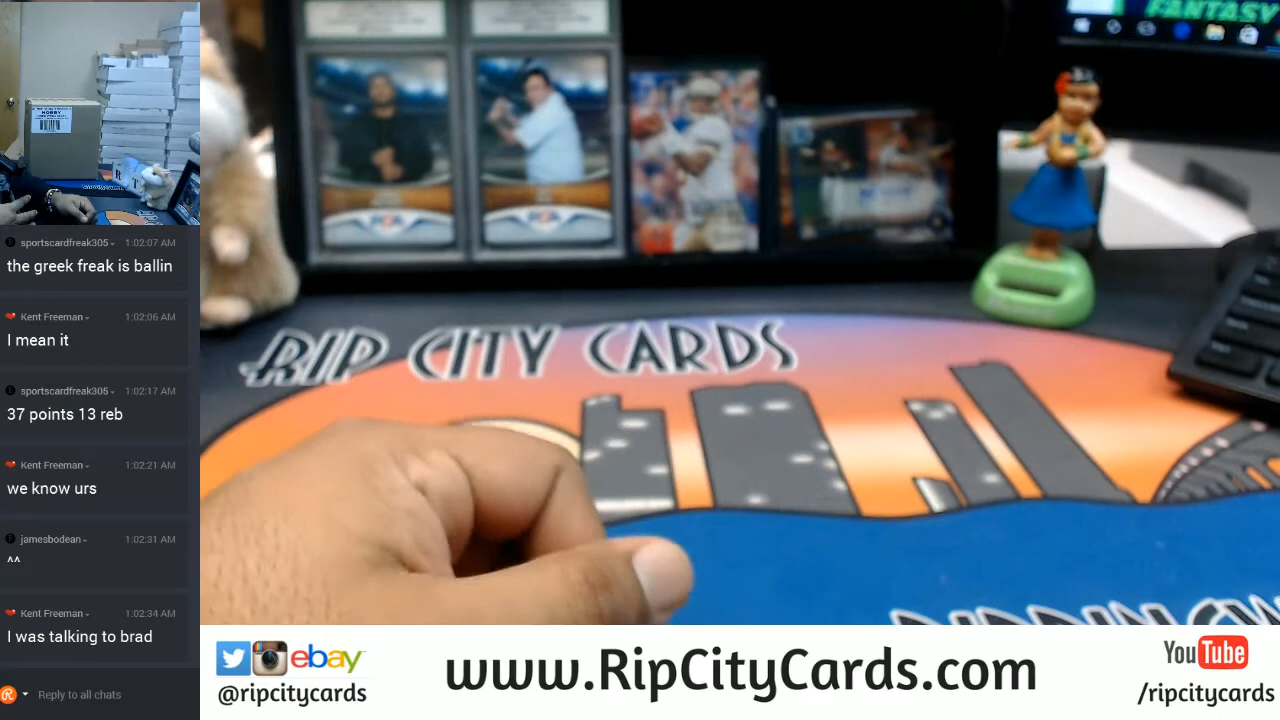 FANTASY
HOBBY
RIP CITY CARDS
sportscardfreak305 1:02:07 AM
the greek freak is ballin
Kent Freeman 1:02:06 AM
I mean it
sportscardfreak305 1:02:17 AM
37 points 13 reb
Kent Freeman 1:02:21 AM
we know urs
jamesbodean 1:02:31 AM
^^
Kent Freeman 1:02:34 AM
I was talking to brad
Reply to all chats
ebay
@ripcitycards
www.RipCityCards.com
YouTube
/ripcitycards